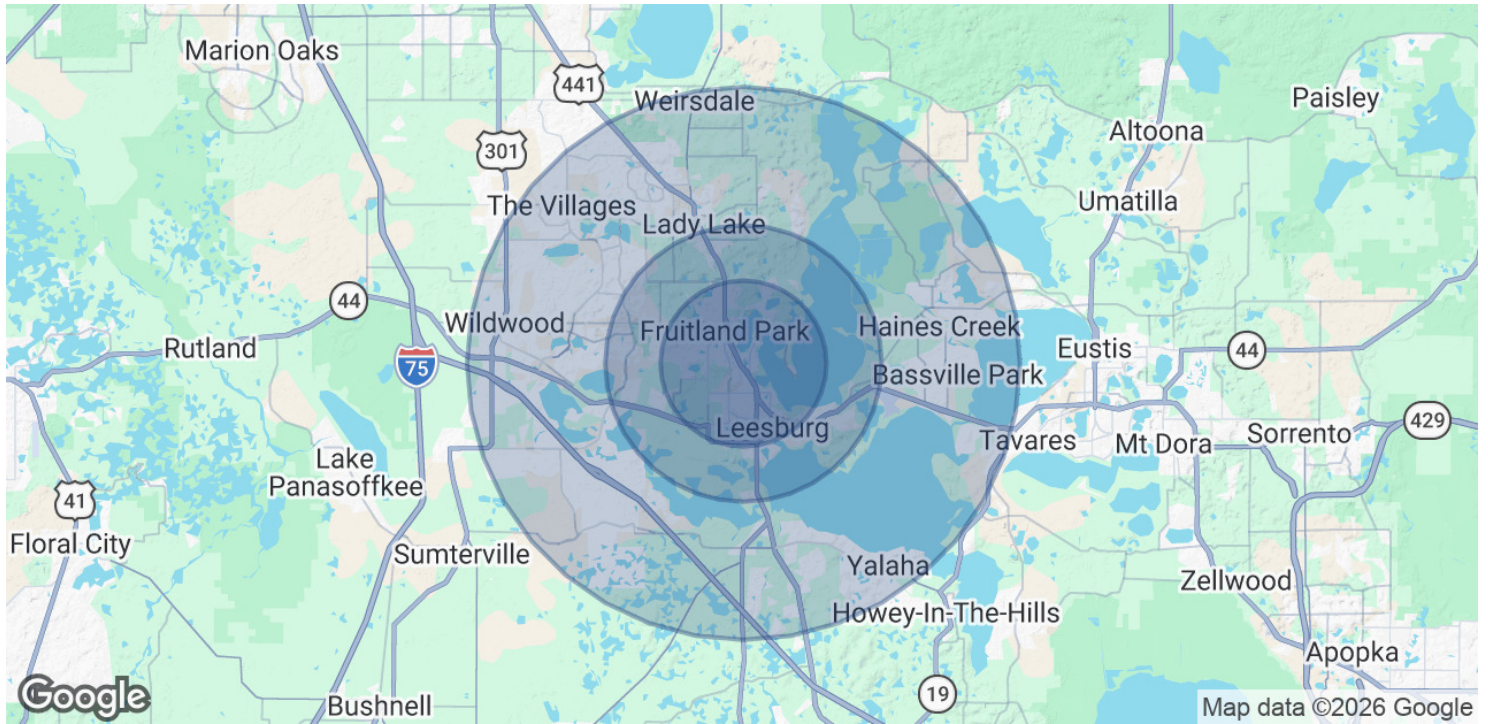 Marion Oaks
441
Weirsdale
Paisley
Altoona
301
Umatilla
The Villages
Lady Lake
44
Wildwood
Fruitland Park
Haines Creek
Rutland
Eustis
44
75
Bassville Park
Leesburg
Tavares
Mt Dora
Sorrento
429
Lake
Panasoffkee
41
Floral City
Sumterville
Yalaha
Zellwood
Howey-In-The-Hills
Apopka
Google
Bushnell
19
Map data ©2026 Google